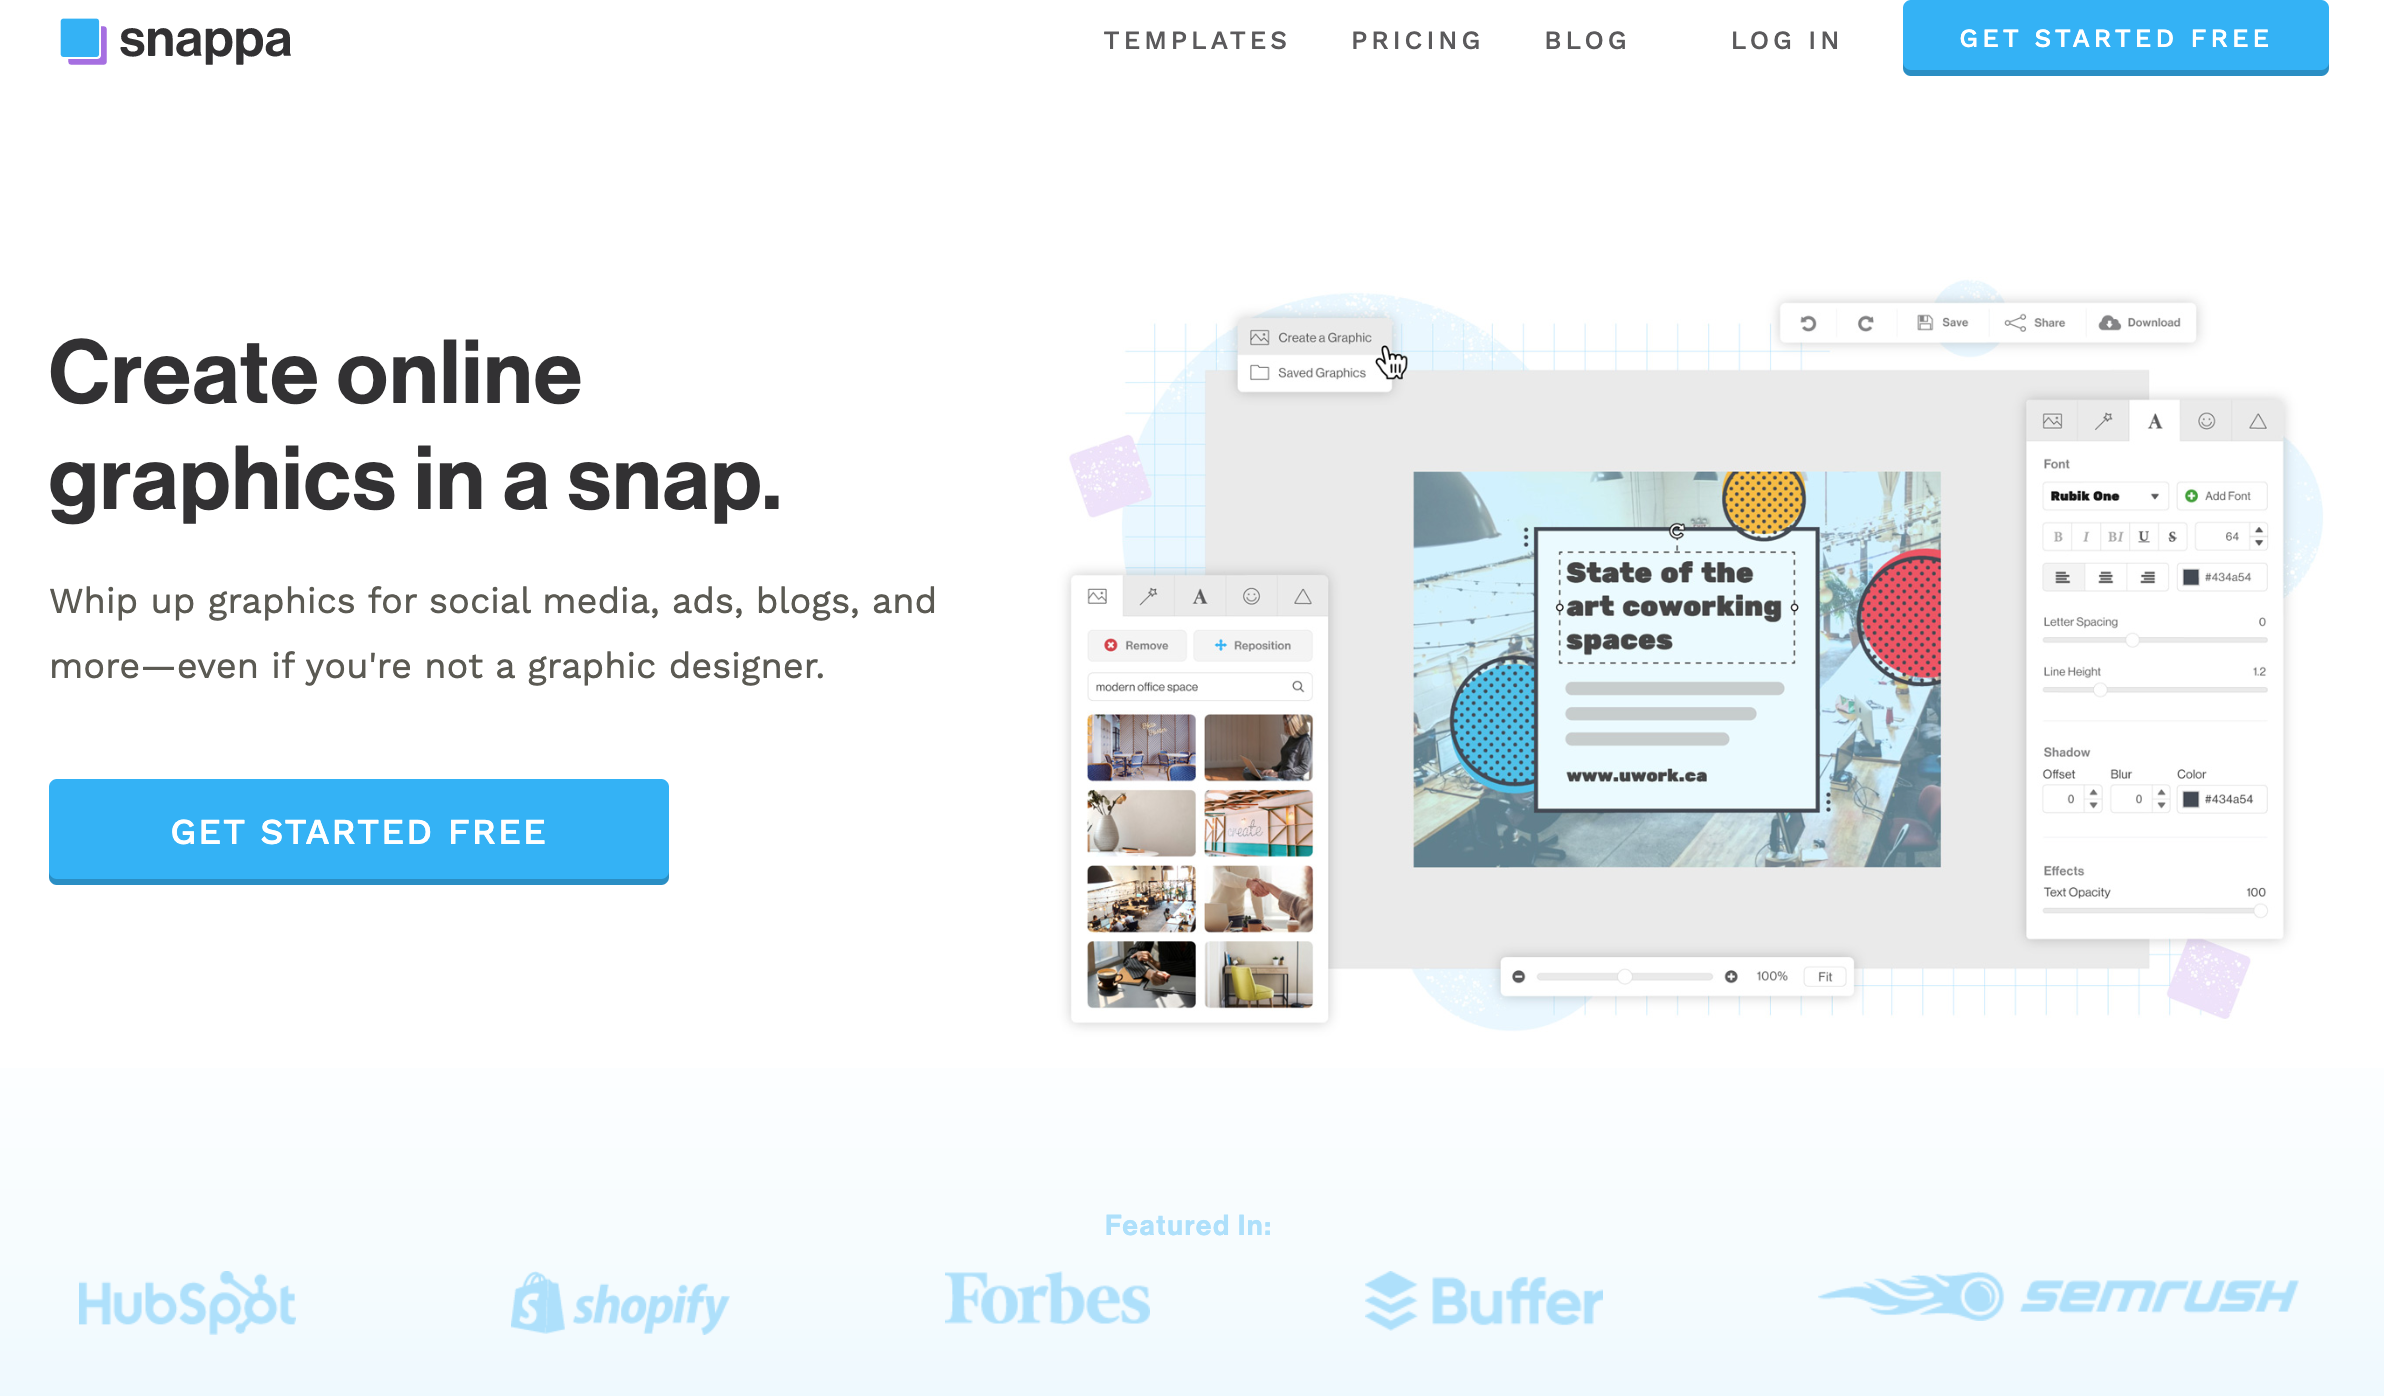 snappa
TEMPLATES
PRICING
BLOG
LOG IN
GET STARTED FREE
Create online
graphics in a snap.
Whip up graphics for social media, ads, blogs, and
more—even if you're not a graphic designer.
GET STARTED FREE
Create a Graphic
Saved Graphics
Save
Share
Download
Remove
Reposition
modern office space
create
State of the
art coworking
spaces
www.uwork.ca
100%
Fit
A
A
Font
Rubik One
Add Font
B I BI U S
64
#434a54
Letter Spacing 0
Line Height 1.2
Shadow
Offset Blur Color
0 0 #434a54
Effects
Text Opacity 100
Featured In:
HubSpot
shopify
Forbes
Buffer
SEMRUSH